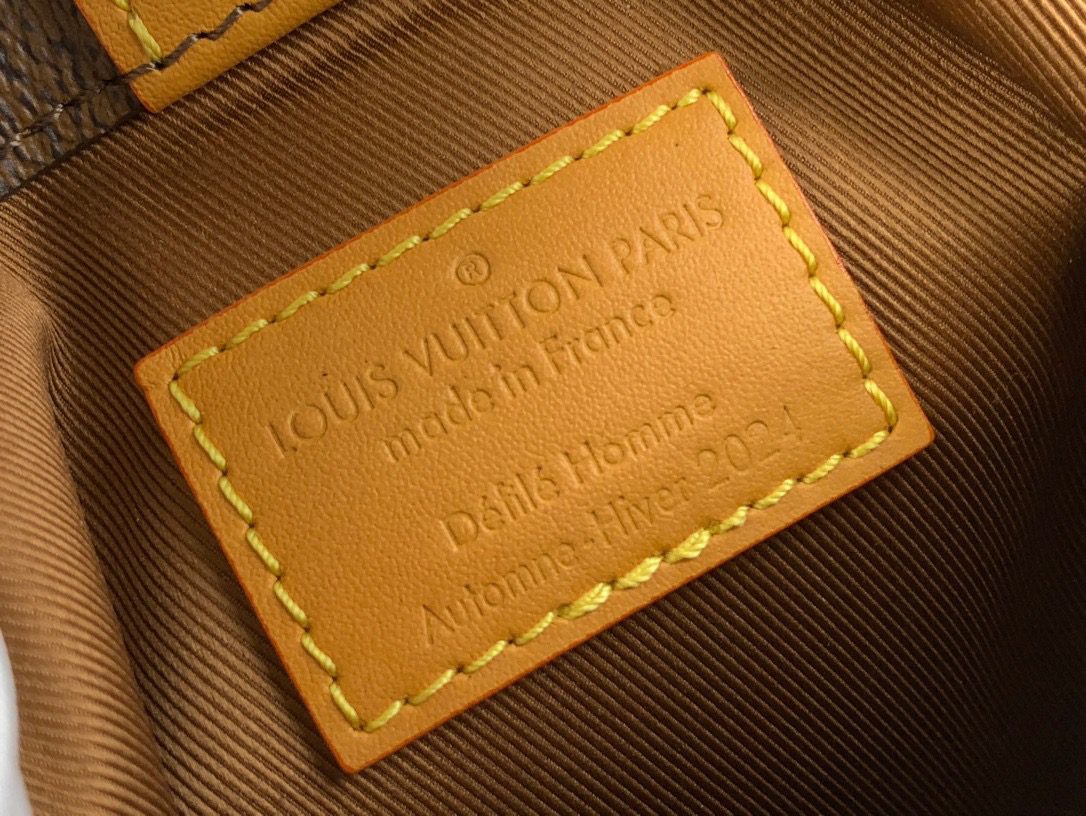 ®
LOUIS VUITTON PARIS
made in France
Défilé Homme
Automne-Hiver 2024